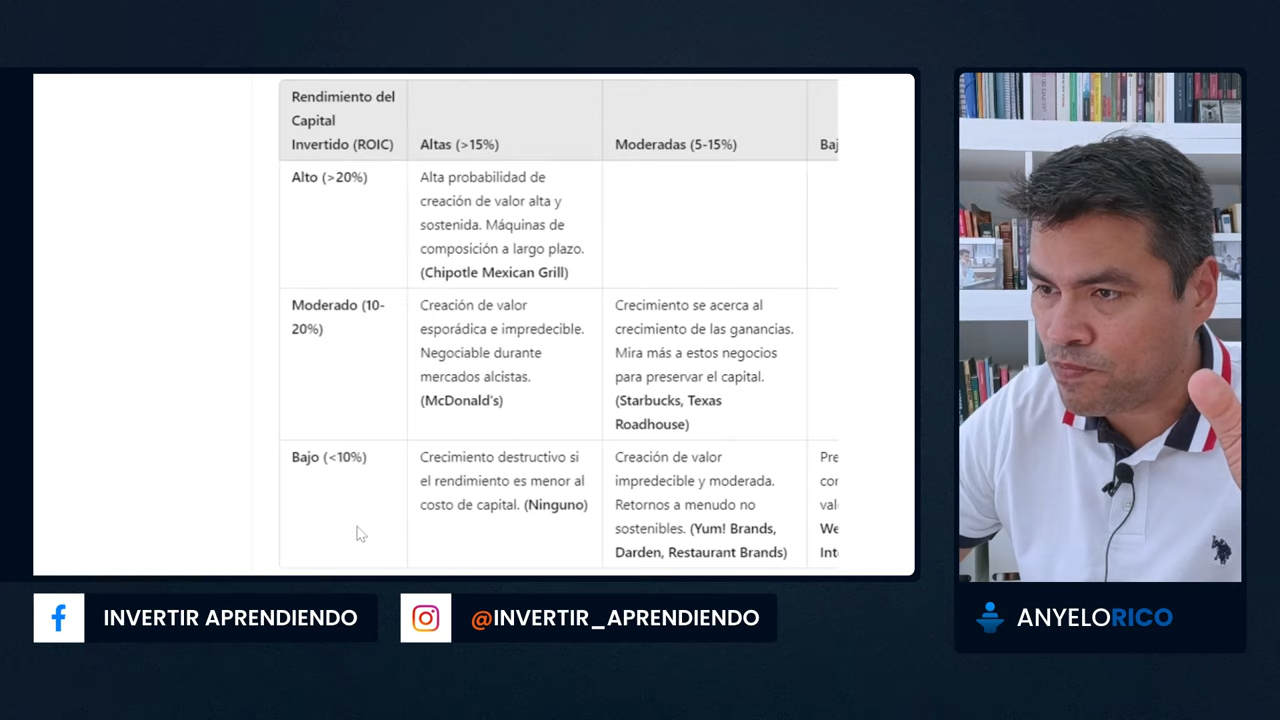 Rendimiento del
Capital
Invertido (ROIC)
Altas (>15%)
Moderadas (5-15%)
Alto (>20%)
Alta probabilidad de
creación de valor alta y
sostenida. Máquinas de
composición a largo plazo.
(Chipotle Mexican Grill)
Moderado (10-
20%)
Creación de valor
esporádica e impredecible.
Negociable durante
mercados alcistas.
(McDonald's)
Crecimiento se acerca al
crecimiento de las ganancias.
Mira más a estos negocios
para preservar el capital.
(Starbucks, Texas
Roadhouse)
Bajo (<10%)
Crecimiento destructivo si
el rendimiento es menor al
costo de capital. (Ninguno)
Creación de valor
impredecible y moderada.
Retornos a menudo no
sostenibles. (Yum! Brands,
Darden, Restaurant Brands)
INVERTIR APRENDIENDO
@INVERTIR_APRENDIENDO
ANYELORICO